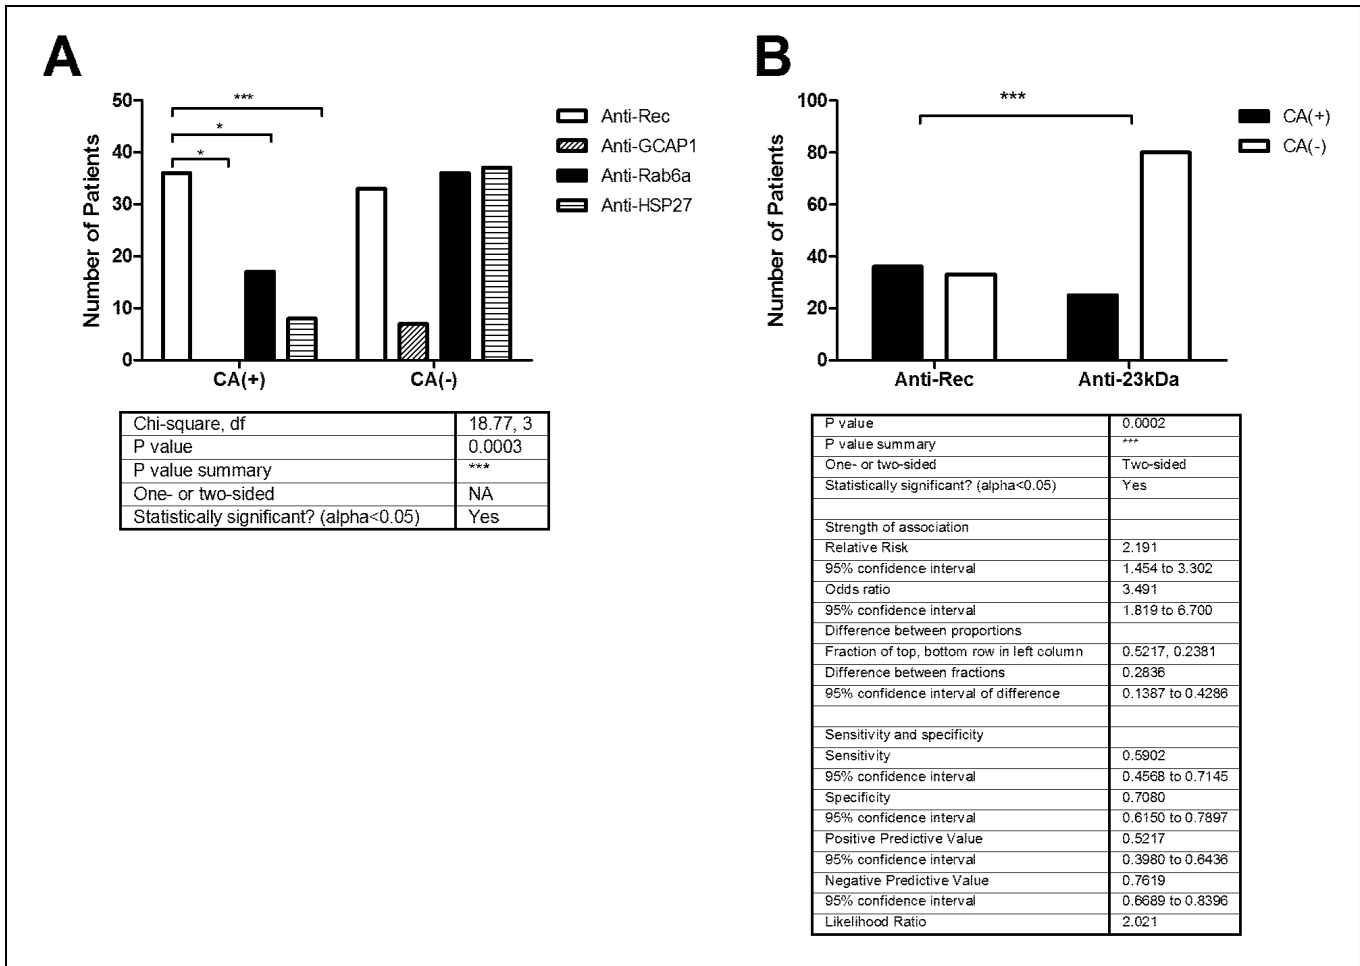 A
50
40
30
20
10
0
Number of Patients
***
*
*
CA(+)
CA(-)
Anti-Rec
Anti-GCAP1
Anti-Rab6a
Anti-HSP27
Chi-square, df 18.77, 3
P value 0.0003
P value summary ***
One- or two-sided NA
Statistically significant? (alpha<0.05) Yes
B
100
80
60
40
20
0
Number of Patients
***
Anti-Rec
Anti-23kDa
CA(+)
CA(-)
P value 0.0002
P value summary ***
One- or two-sided Two-sided
Statistically significant? (alpha<0.05) Yes
Strength of association
Relative Risk 2.191
95% confidence interval 1.454 to 3.302
Odds ratio 3.491
95% confidence interval 1.819 to 6.700
Difference between proportions
Fraction of top, bottom row in left column 0.5217, 0.2381
Difference between fractions 0.2836
95% confidence interval of difference 0.1387 to 0.4286
Sensitivity and specificity
Sensitivity 0.5902
95% confidence interval 0.4568 to 0.7145
Specificity 0.7080
95% confidence interval 0.6150 to 0.7897
Positive Predictive Value 0.5217
95% confidence interval 0.3980 to 0.6436
Negative Predictive Value 0.7619
95% confidence interval 0.6689 to 0.8396
Likelihood Ratio 2.021